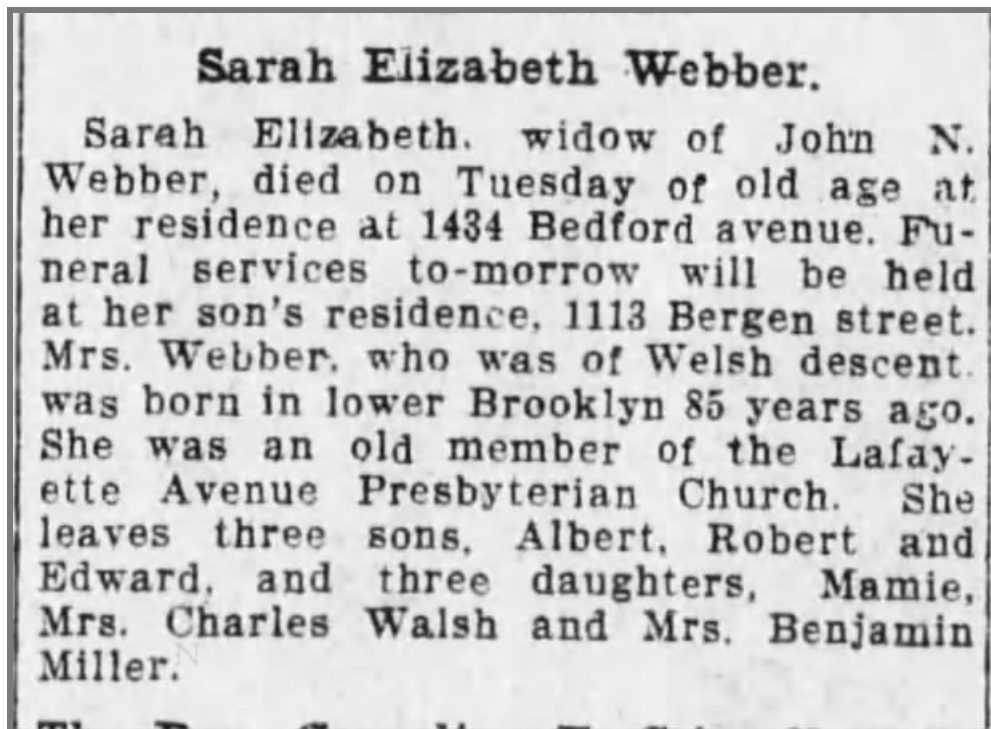 Sarah Elizabeth Webber.
Sarah Elizabeth, widow of John N.
Webber, died on Tuesday of old age at
her residence at 1434 Bedford avenue. Fu-
neral services to-morrow will be held
at her son's residence, 1113 Bergen street.
Mrs. Webber, who was of Welsh descent,
was born in lower Brooklyn 85 years ago.
She was an old member of the Lafay-
ette Avenue Presbyterian Church. She
leaves three sons, Albert, Robert and
Edward, and three daughters, Mamie,
Mrs. Charles Walsh and Mrs. Benjamin
Miller.